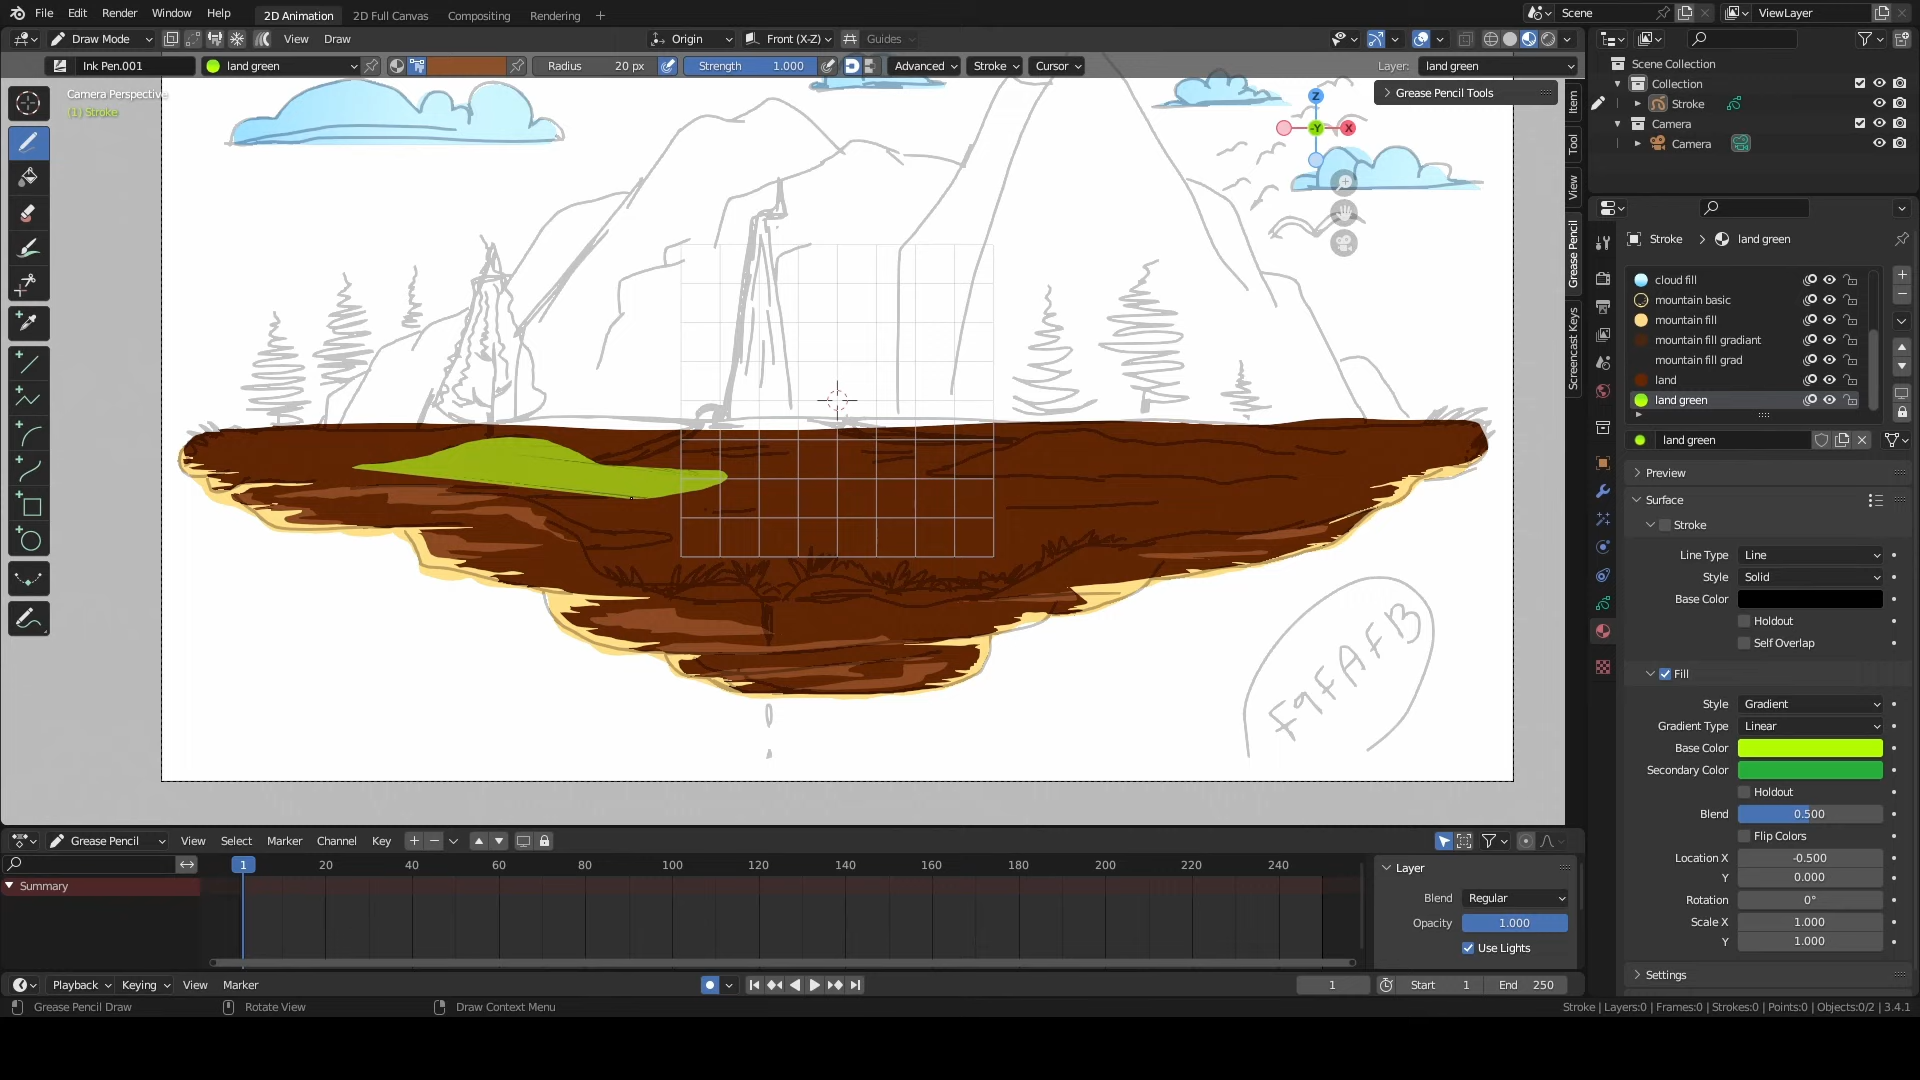 File Edit Render Window Help 2D Animation 2D Full Canvas Compositing Rendering + Scene ViewLayer
Draw Mode View Draw Origin Front (X-Z) Guides
Ink Pen.001 land green Radius 20 px Strength 1.000 Advanced Stroke Cursor Layer: land green
Camera Perspective
(1) Stroke
Grease Pencil Tools
Z
-Y X
Item
Tool
View
Grease Pencil
Screencast Keys
FqFAFB
Scene Collection
Collection
Stroke
Camera
Camera
Stroke land green
cloud fill
mountain basic
mountain fill
mountain fill gradiant
mountain fill grad
land
land green
land green
Preview
Surface
Stroke
Line Type Line
Style Solid
Base Color
Holdout
Self Overlap
Fill
Style Gradient
Gradient Type Linear
Base Color
Secondary Color
Holdout
Blend 0.500
Flip Colors
Location X -0.500
Y 0.000
Rotation 0°
Scale X 1.000
Y 1.000
Settings
Grease Pencil View Select Marker Channel Key
1 20 40 60 80 100 120 140 160 180 200 220 240
Summary
Layer
Blend Regular
Opacity 1.000
Use Lights
Playback Keying View Marker 1 Start 1 End 250
Grease Pencil Draw Rotate View Draw Context Menu Stroke | Layers:0 | Frames:0 | Strokes:0 | Points:0 | Objects:0/2 | 3.4.1